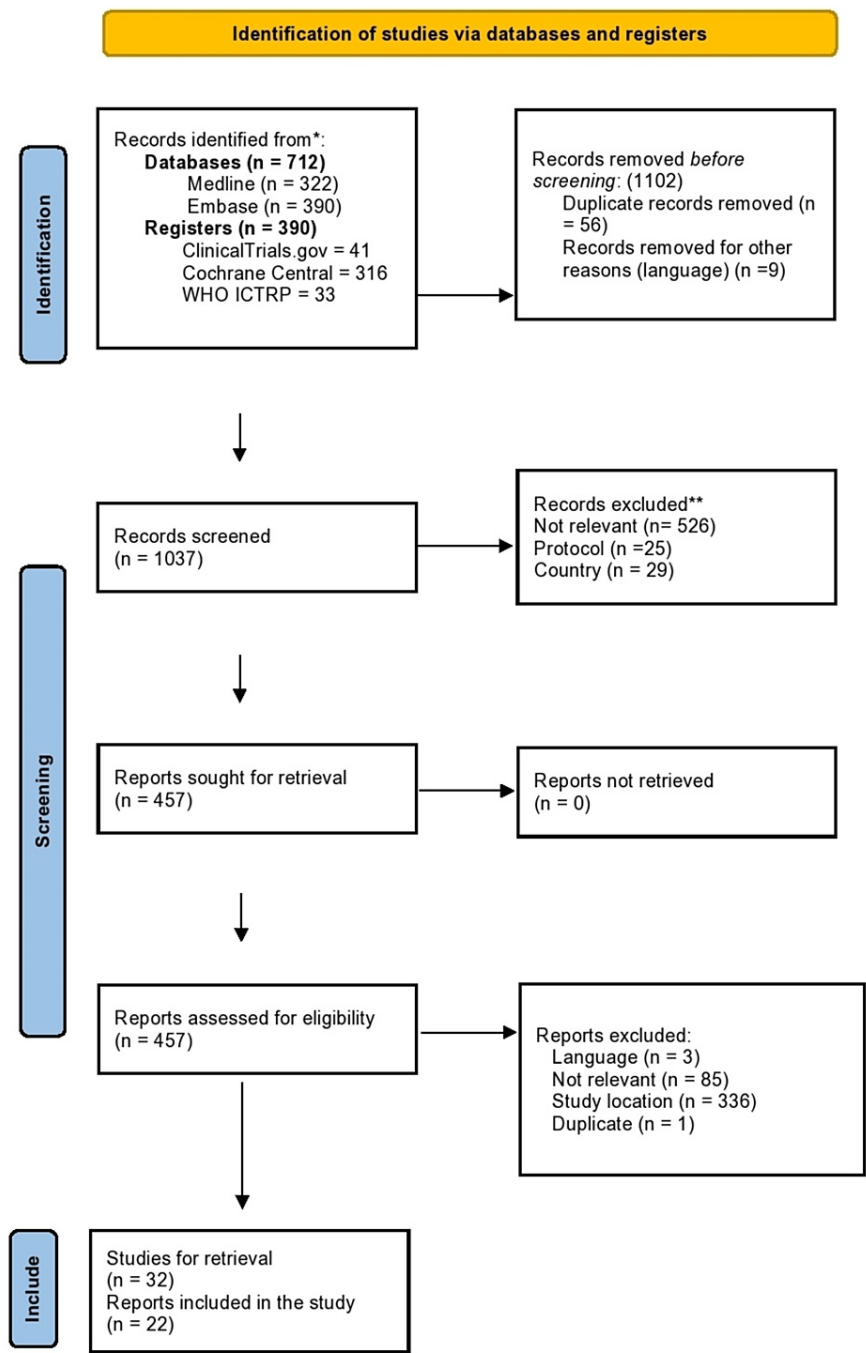 Identification of studies via databases and registers
Identification
Records identified from*:
Databases (n = 712)
Medline (n = 322)
Embase (n = 390)
Registers (n = 390)
ClinicalTrials.gov = 41
Cochrane Central = 316
WHO ICTRP = 33
Records removed before
screening: (1102)
Duplicate records removed (n
= 56)
Records removed for other
reasons (language) (n =9)
Screening
Records screened
(n = 1037)
Records excluded**
Not relevant (n= 526)
Protocol (n =25)
Country (n = 29)
Reports sought for retrieval
(n = 457)
Reports not retrieved
(n = 0)
Reports assessed for eligibility
(n = 457)
Reports excluded:
Language (n = 3)
Not relevant (n = 85)
Study location (n = 336)
Duplicate (n = 1)
Include
Studies for retrieval
(n = 32)
Reports included in the study
(n = 22)